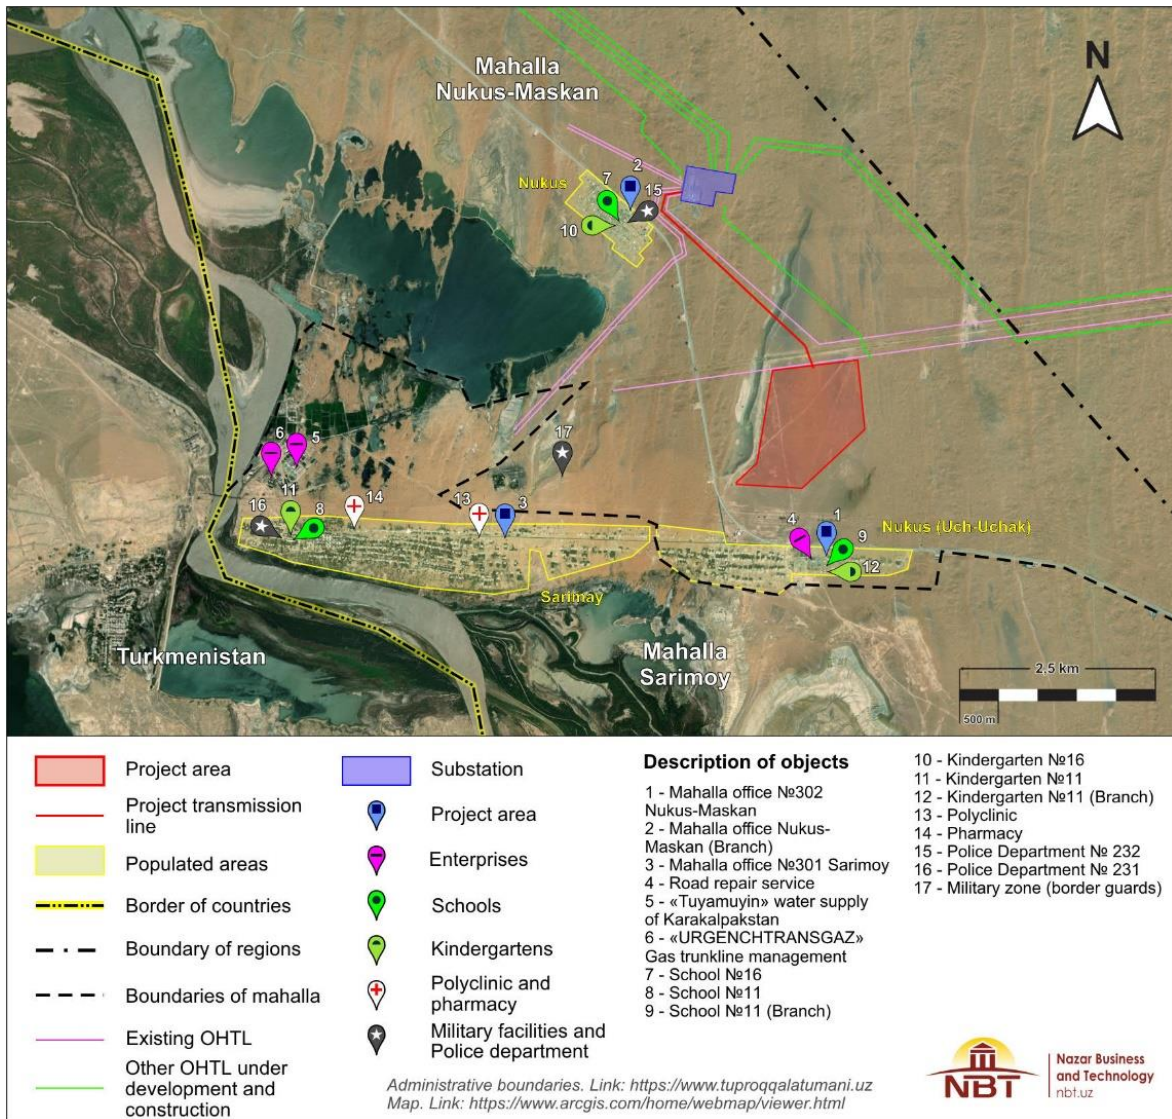 Mahalla
Nukus-Maskan
N
Nukus
7
2
15
10
17
6
5
16
11
8
14
13
3
4
1
9
12
Nukus (Uch-Uchak)
Sarimay
Turkmenistan
Mahalla
Sarimoy
2,5 km
500 m
Project area
Project transmission
line
Populated areas
Border of countries
Boundary of regions
Boundaries of mahalla
Existing OHTL
Other OHTL under
development and
construction
Substation
Project area
Enterprises
Schools
Kindergartens
Polyclinic and
pharmacy
Military facilities and
Police department
Description of objects
1 - Mahalla office №302
Nukus-Maskan
2 - Mahalla office Nukus-
Maskan (Branch)
3 - Mahalla office №301 Sarimoy
4 - Road repair service
5 - «Tuyamuyin» water supply
of Karakalpakstan
6 - «URGENCHTRANSGAZ»
Gas trunkline management
7 - School №16
8 - School №11
9 - School №11 (Branch)
10 - Kindergarten №16
11 - Kindergarten №11
12 - Kindergarten №11 (Branch)
13 - Polyclinic
14 - Pharmacy
15 - Police Department № 232
16 - Police Department № 231
17 - Military zone (border guards)
Administrative boundaries. Link: https://www.tuproqqalatumani.uz
Map. Link: https://www.arcgis.com/home/webmap/viewer.html
NBT
Nazar Business
and Technology
nbt.uz